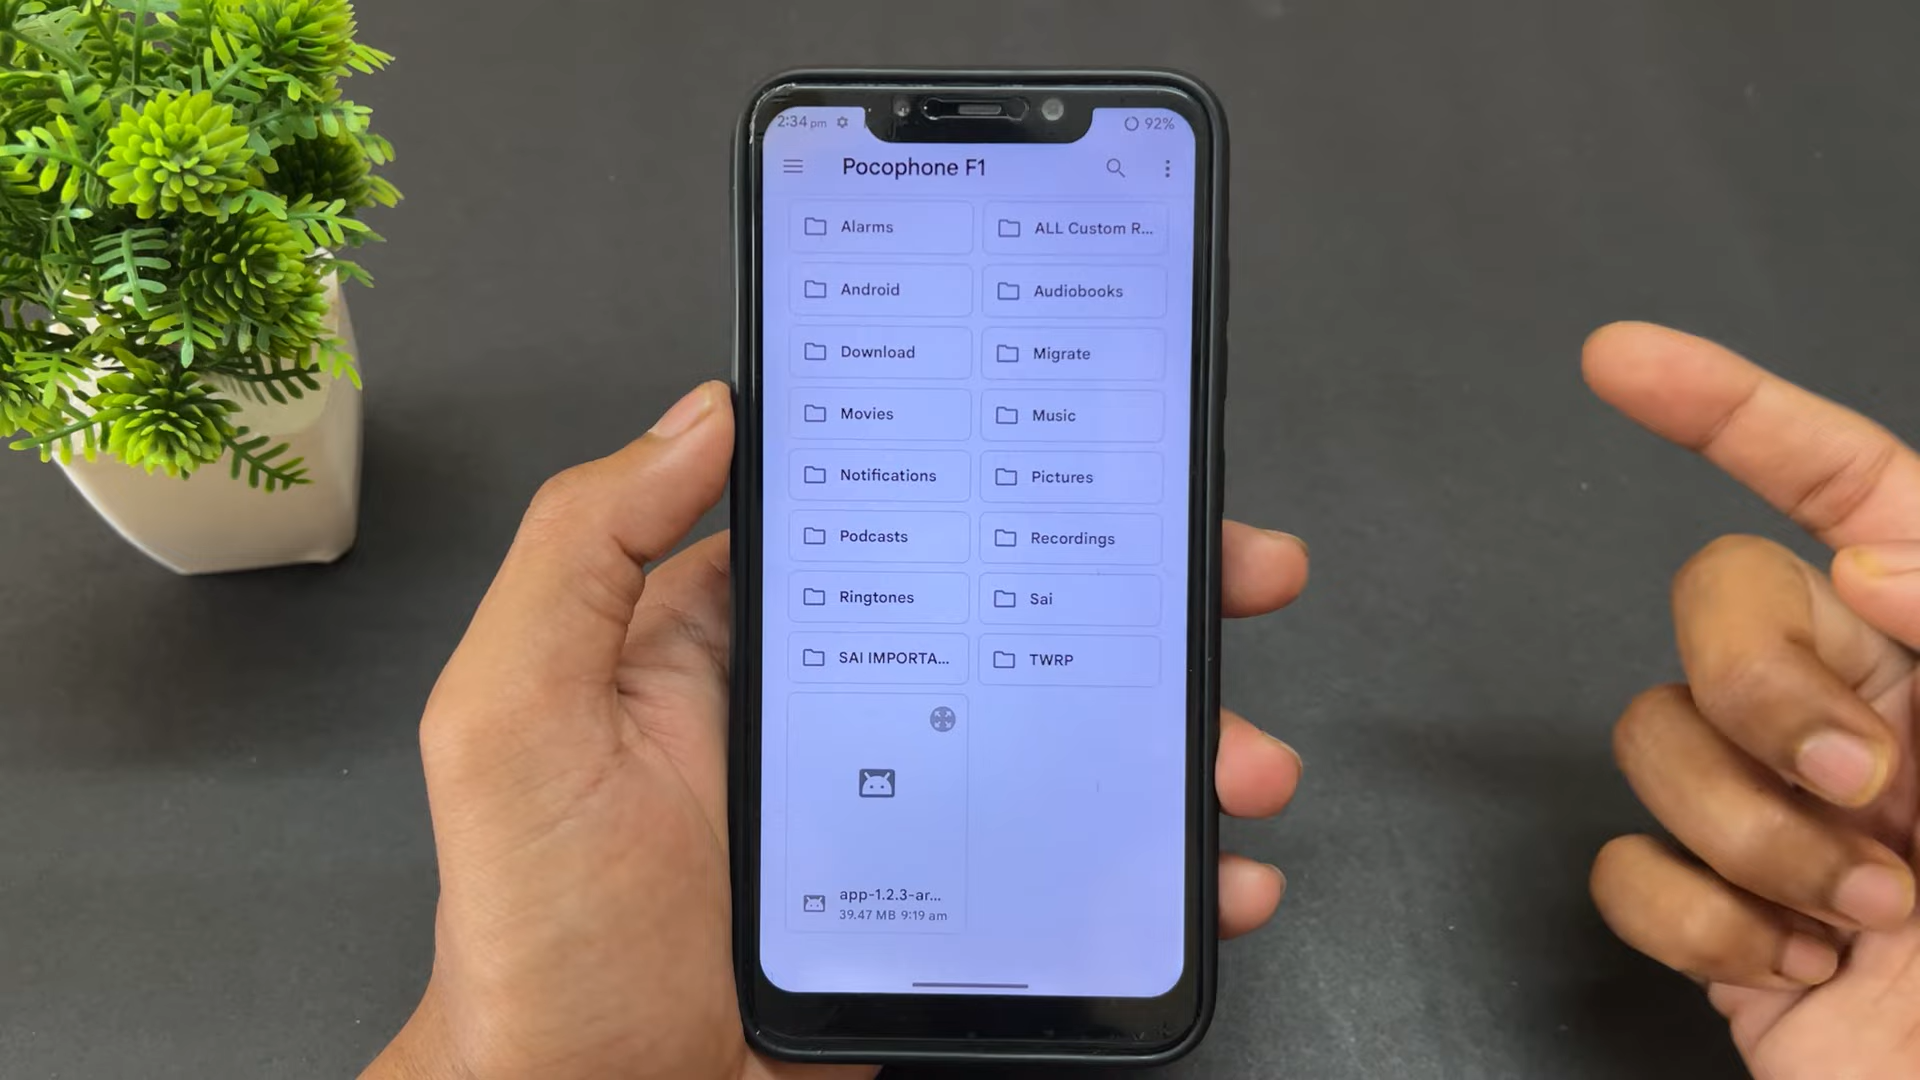 2:34 pm
92%
Pocophone F1
Alarms
ALL Custom R...
Android
Audiobooks
Download
Migrate
Movies
Music
Notifications
Pictures
Podcasts
Recordings
Ringtones
Sai
SAI IMPORTA...
TWRP
app-1.2.3-ar...
39.47 MB 9:19 am